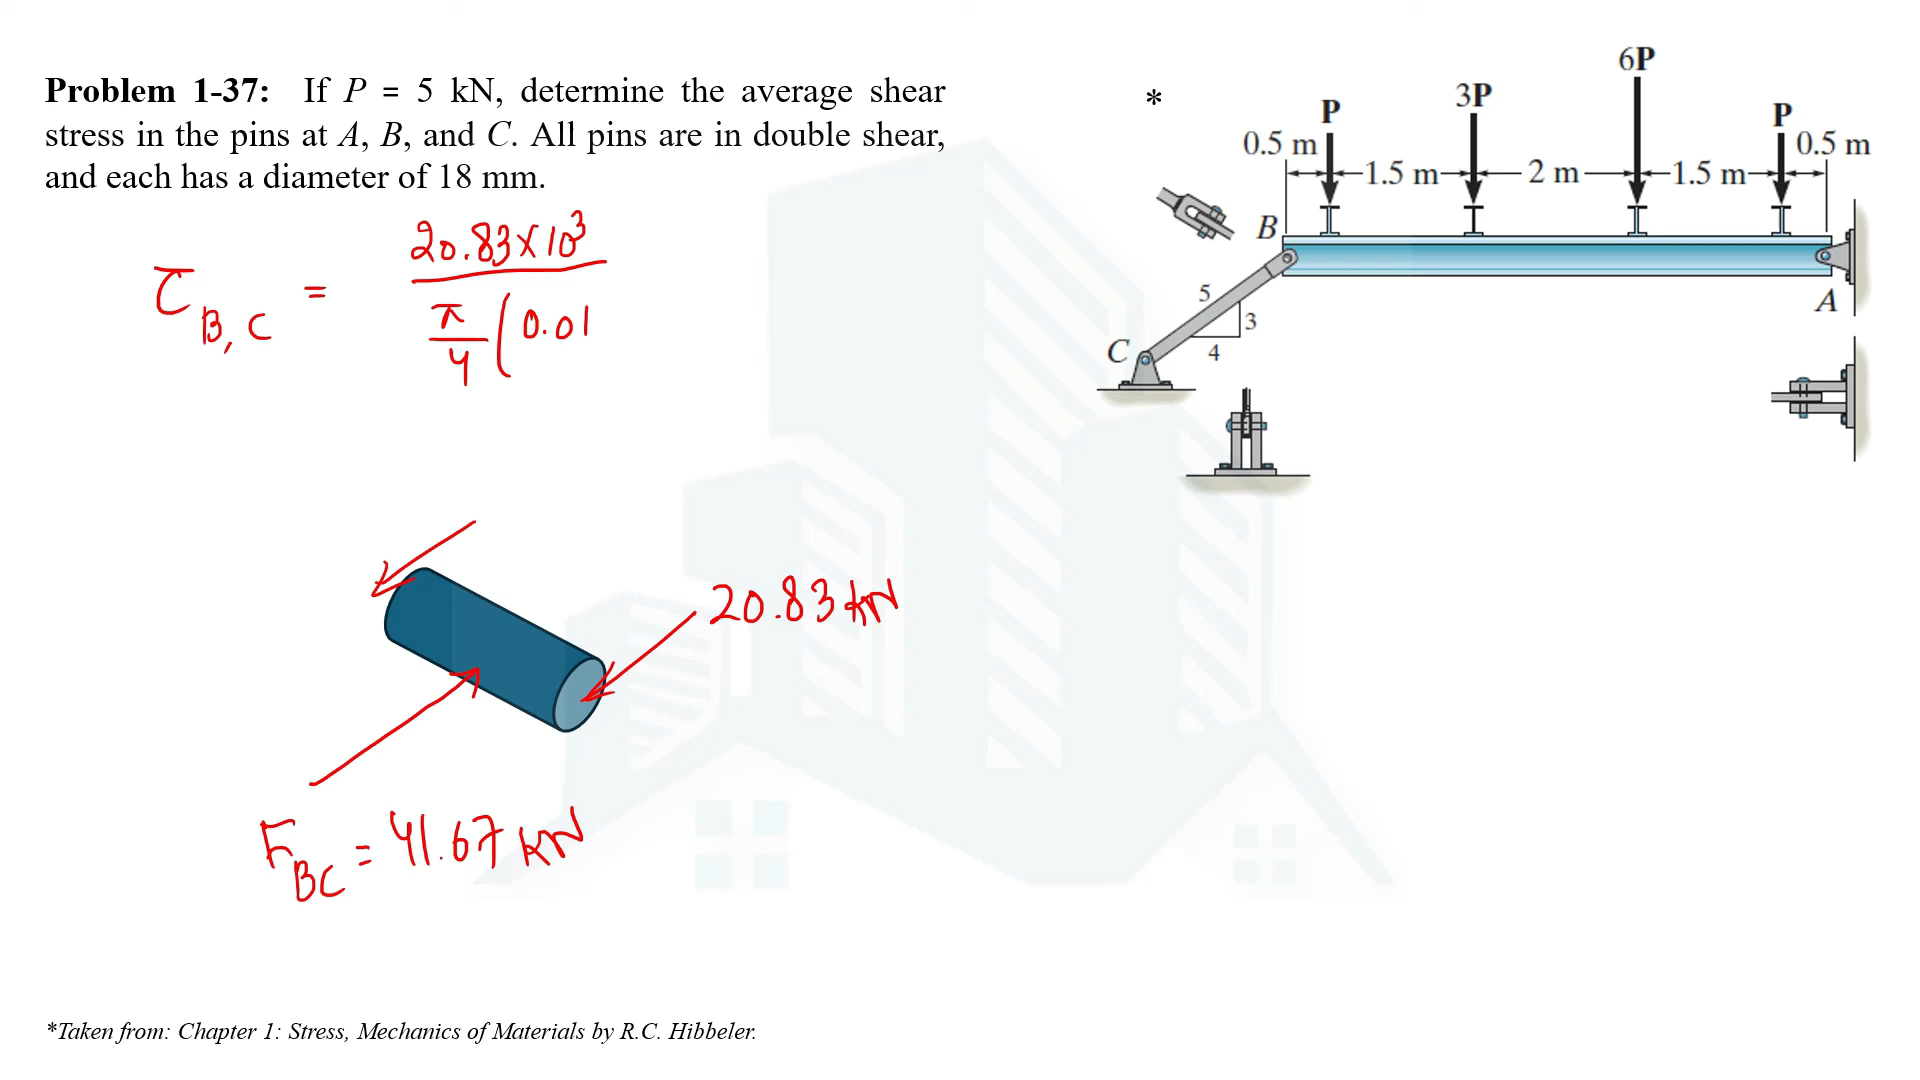 Problem 1-37: If P = 5 kN, determine the average shear
stress in the pins at A, B, and C. All pins are in double shear,
and each has a diameter of 18 mm.
τ_B,C = 20.83×10³
π/4 (0.01
20.83 kN
F_BC = 41.67 kN
*
6P
3P
P
P
0.5 m
0.5 m
1.5 m
2 m
1.5 m
B
A
5
3
4
C
*Taken from: Chapter 1: Stress, Mechanics of Materials by R.C. Hibbeler.